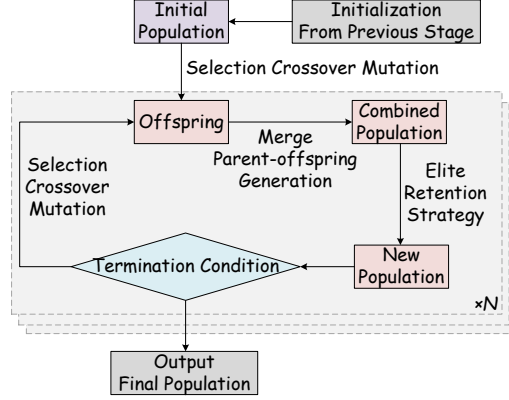 Initial
Population
Initialization
From Previous Stage
Selection Crossover Mutation
Offspring
Merge
Parent-offspring
Generation
Combined
Population
Selection
Crossover
Mutation
Elite
Retention
Strategy
Termination Condition
New
Population
×N
Output
Final Population